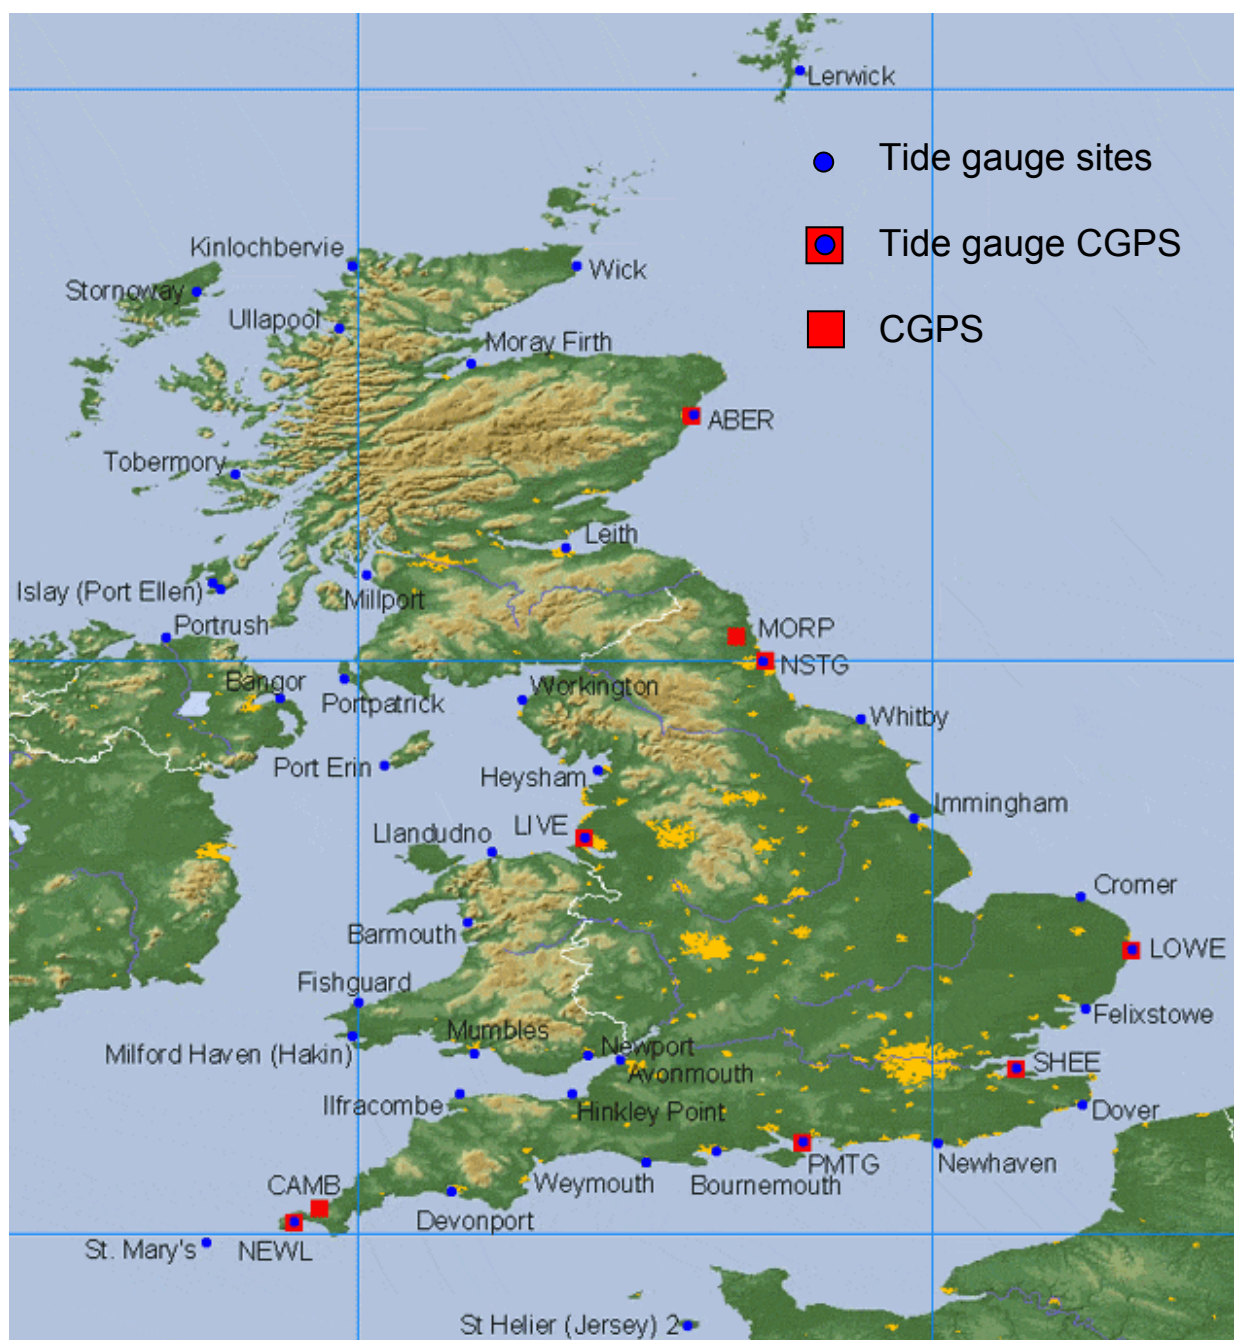 Lerwick
Tide gauge sites
Tide gauge CGPS
CGPS
Kinlochbervie
Wick
Stornoway
Ullapool
Moray Firth
ABER
Tobermory
Leith
Islay (Port Ellen)
Millport
Portrush
MORP
NSTG
Bangor
Portpatrick
Workington
Whitby
Port Erin
Heysham
Immingham
LIVE
Llandudno
Cromer
Barmouth
LOWE
Fishguard
Felixstowe
Mumbles
Milford Haven (Hakin)
Newport
Avonmouth
SHEE
Ilfracombe
Hinkley Point
Dover
PMTG
Newhaven
Weymouth
Bournemouth
CAMB
Devonport
St. Mary's
NEWL
St Helier (Jersey) 2